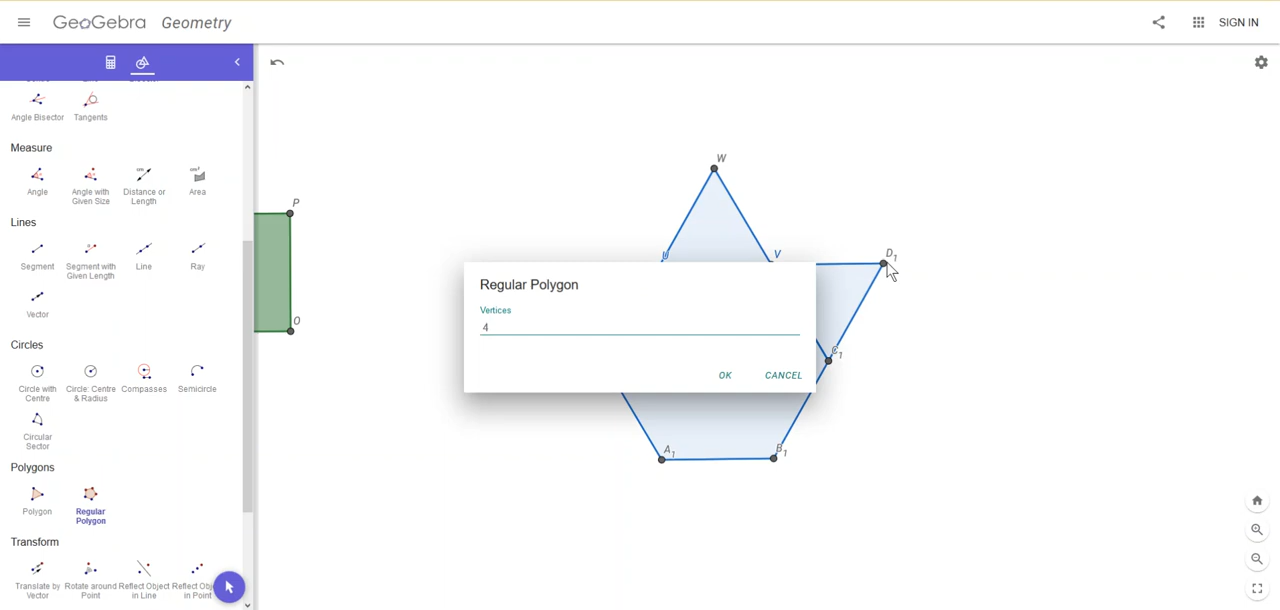 GeoGebra Geometry
SIGN IN
Angle Bisector
Tangents
Measure
Angle
Angle with
Given Size
Distance or
Length
cm²
Area
Lines
Segment
Segment with
Given Length
Line
Ray
Vector
Circles
Circle with
Centre
Circle: Centre
& Radius
Compasses
Semicircle
Circular
Sector
Polygons
Polygon
Regular
Polygon
Transform
Translate by
Vector
Rotate around
Point
Reflect Object
in Line
Reflect Obj
in Point
P
O
W
U
V
D1
C1
A1
B1
Regular Polygon
Vertices
4
OK
CANCEL